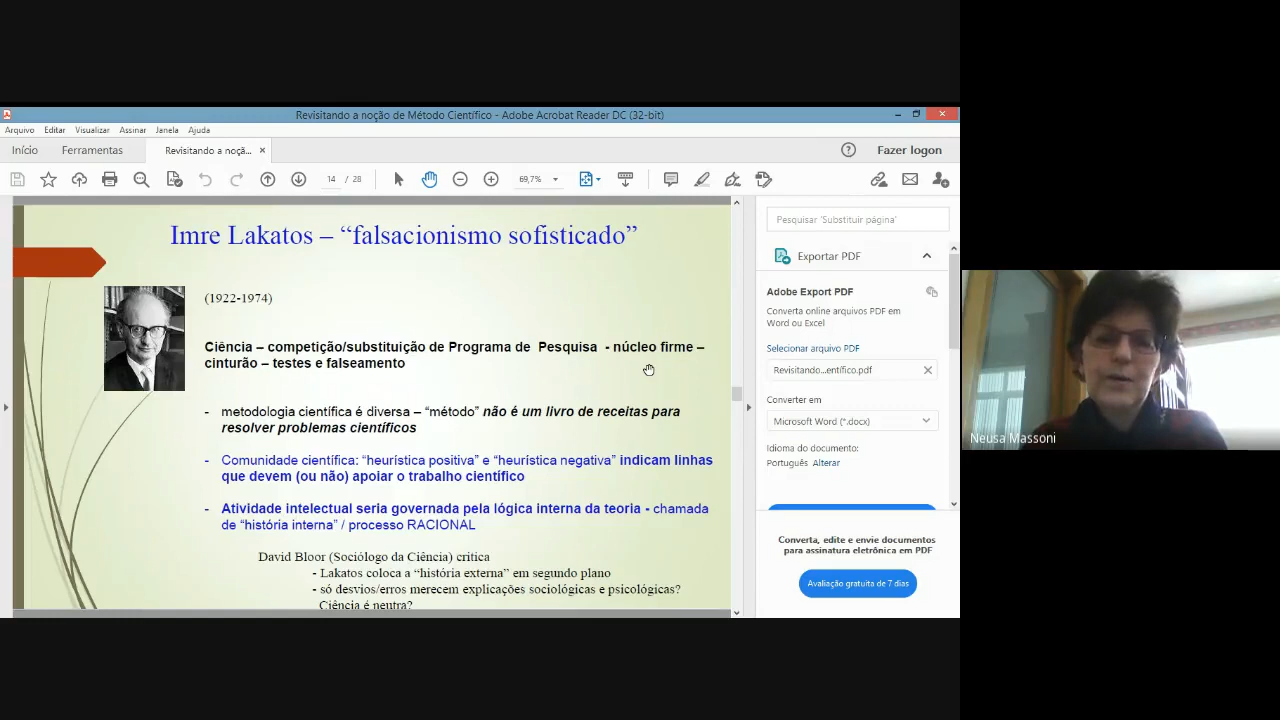 Revisitando a noção de Método Científico - Adobe Acrobat Reader DC (32-bit)
Arquivo Editar Visualizar Assinar Janela Ajuda
Início Ferramentas Revisitando a noçã... × Fazer logon
14 / 28 69,7%
Imre Lakatos – “falsacionismo sofisticado”
(1922-1974)
Ciência – competição/substituição de Programa de Pesquisa - núcleo firme –
cinturão – testes e falseamento
- metodologia científica é diversa – “método” não é um livro de receitas para
resolver problemas científicos
- Comunidade científica: “heurística positiva” e “heurística negativa” indicam linhas
que devem (ou não) apoiar o trabalho científico
- Atividade intelectual seria governada pela lógica interna da teoria - chamada
de “história interna” / processo RACIONAL
David Bloor (Sociólogo da Ciência) critica
- Lakatos coloca a “história externa” em segundo plano
- só desvios/erros merecem explicações sociológicas e psicológicas?
Ciência é neutra?
Pesquisar 'Substituir página'
Exportar PDF
Adobe Export PDF
Converta online arquivos PDF em
Word ou Excel
Selecionar arquivo PDF
Revisitando...entífico.pdf
Converter em
Microsoft Word (*.docx)
Idioma do documento:
Português Alterar
Converta, edite e envie documentos
para assinatura eletrônica em PDF
Avaliação gratuita de 7 dias
Neusa Massoni